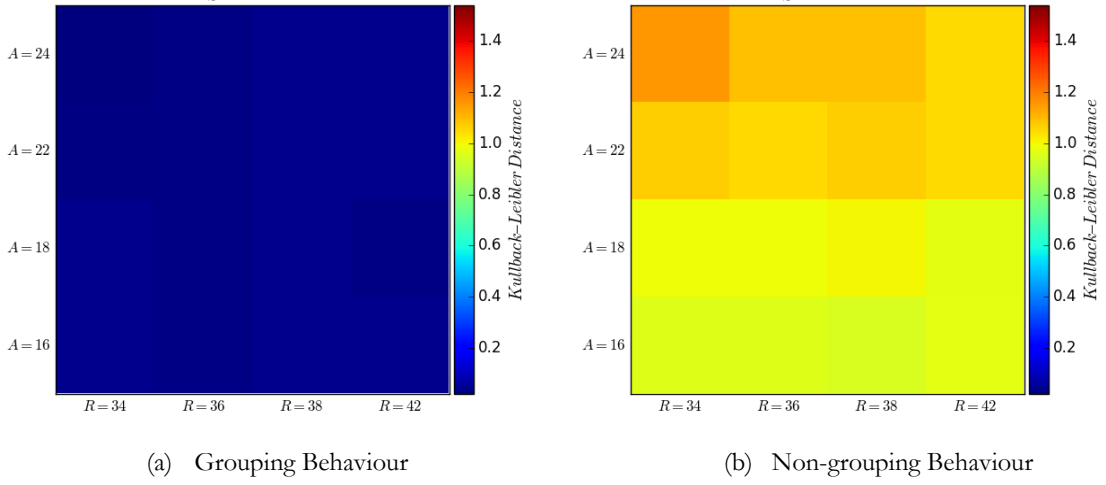 A = 24
A = 22
A = 18
A = 16
R = 34
R = 36
R = 38
R = 42
1.4
1.2
1.0
0.8
0.6
0.4
0.2
Kullback–Leibler Distance
(a) Grouping Behaviour
A = 24
A = 22
A = 18
A = 16
R = 34
R = 36
R = 38
R = 42
1.4
1.2
1.0
0.8
0.6
0.4
0.2
Kullback–Leibler Distance
(b) Non-grouping Behaviour